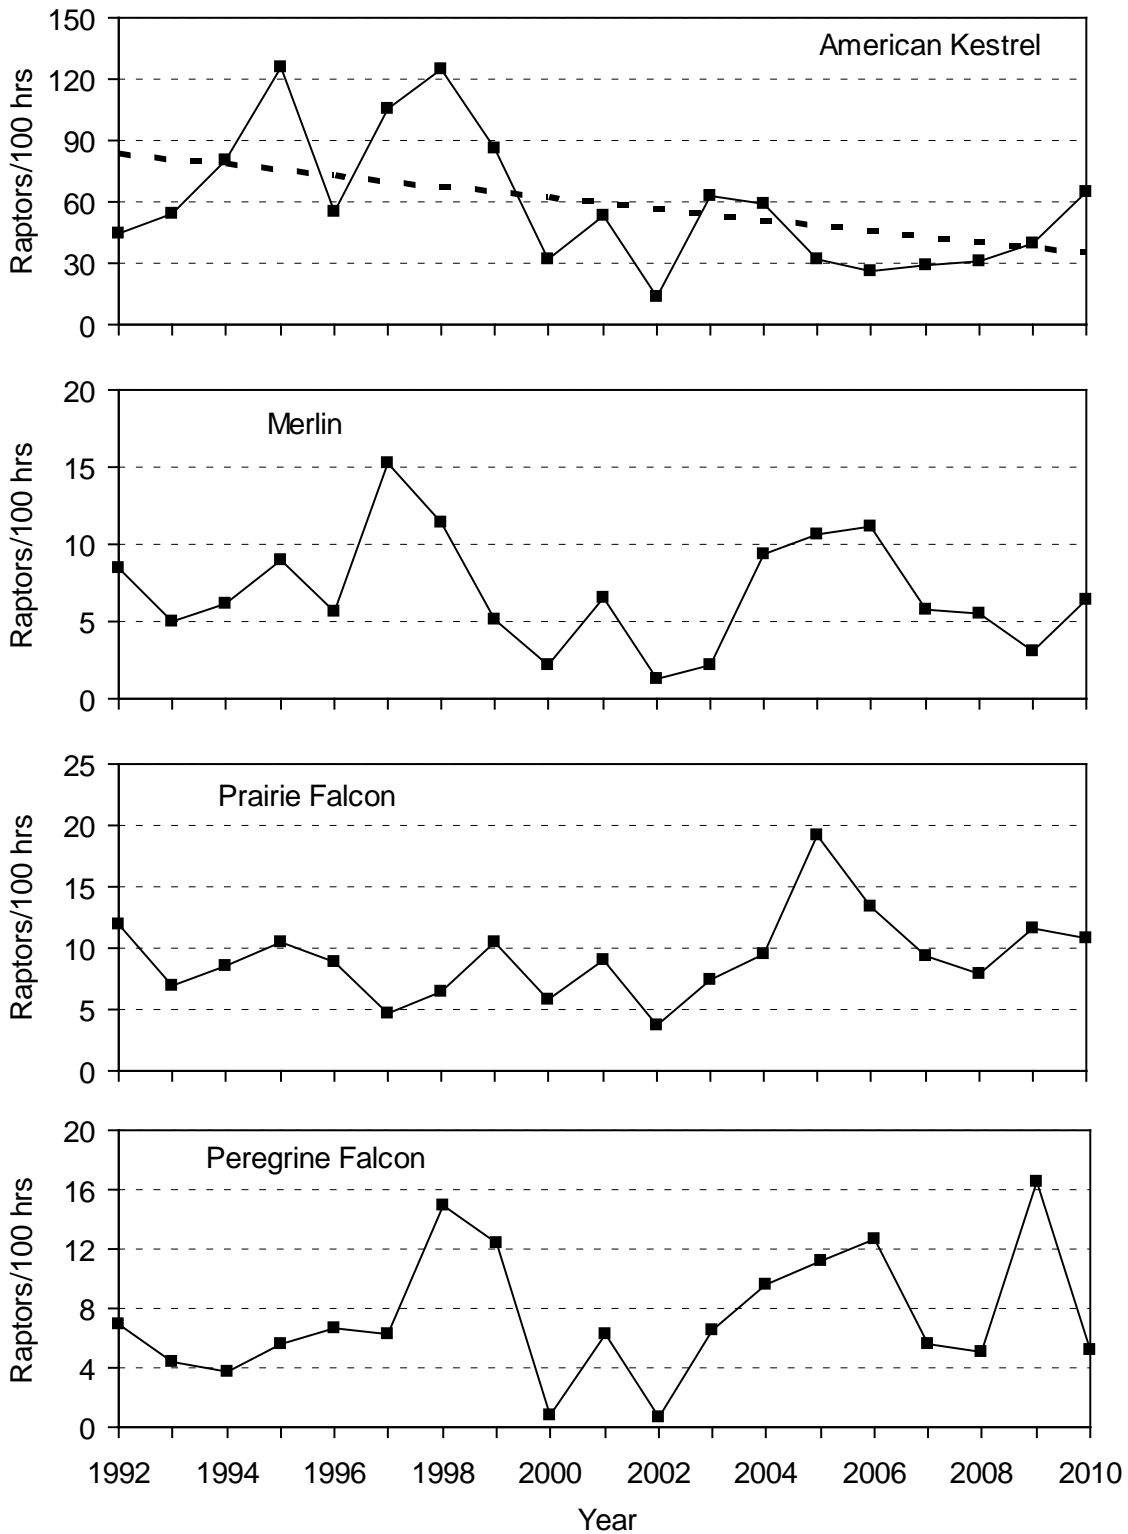 American Kestrel
Raptors/100 hrs
150
120
90
60
30
0
Merlin
Raptors/100 hrs
20
15
10
5
0
Prairie Falcon
Raptors/100 hrs
25
20
15
10
5
0
Peregrine Falcon
Raptors/100 hrs
20
16
12
8
4
0
1992 1994 1996 1998 2000 2002 2004 2006 2008 2010
Year